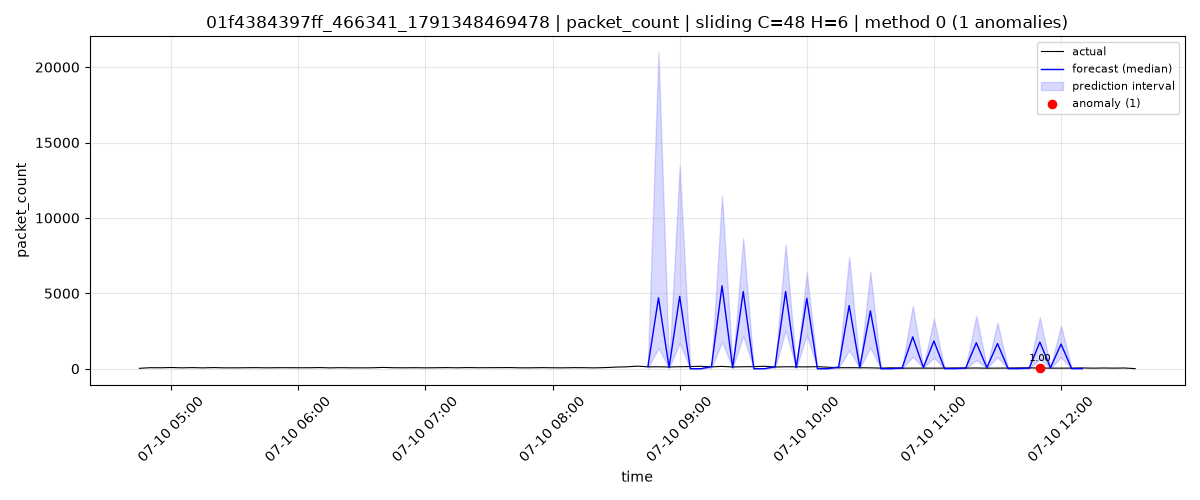 01f4384397ff_466341_1791348469478 | packet_count | sliding C=48 H=6 | method 0 (1 anomalies)
actual
forecast (median)
prediction interval
anomaly (1)
packet_count
20000
15000
10000
5000
0
1.00
07-10 05:00
07-10 06:00
07-10 07:00
07-10 08:00
07-10 09:00
07-10 10:00
07-10 11:00
07-10 12:00
time